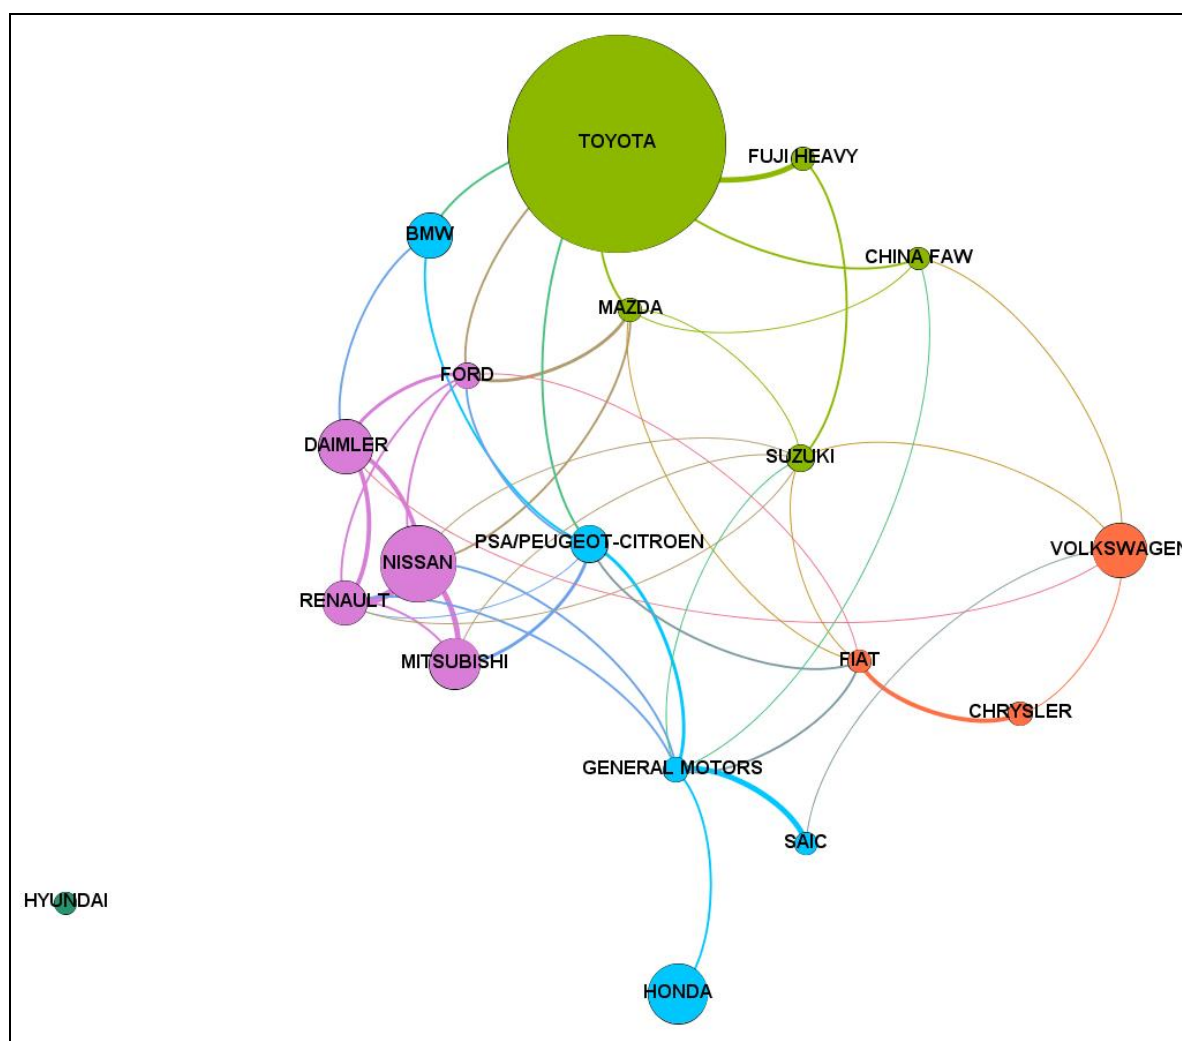 TOYOTA
FUJI HEAVY
BMW
CHINA FAW
MAZDA
FORD
DAIMLER
SUZUKI
PSA/PEUGEOT-CITROEN
VOLKSWAGEN
NISSAN
RENAULT
MITSUBISHI
FIAT
CHRYSLER
GENERAL MOTORS
SAIC
HYUNDAI
HONDA